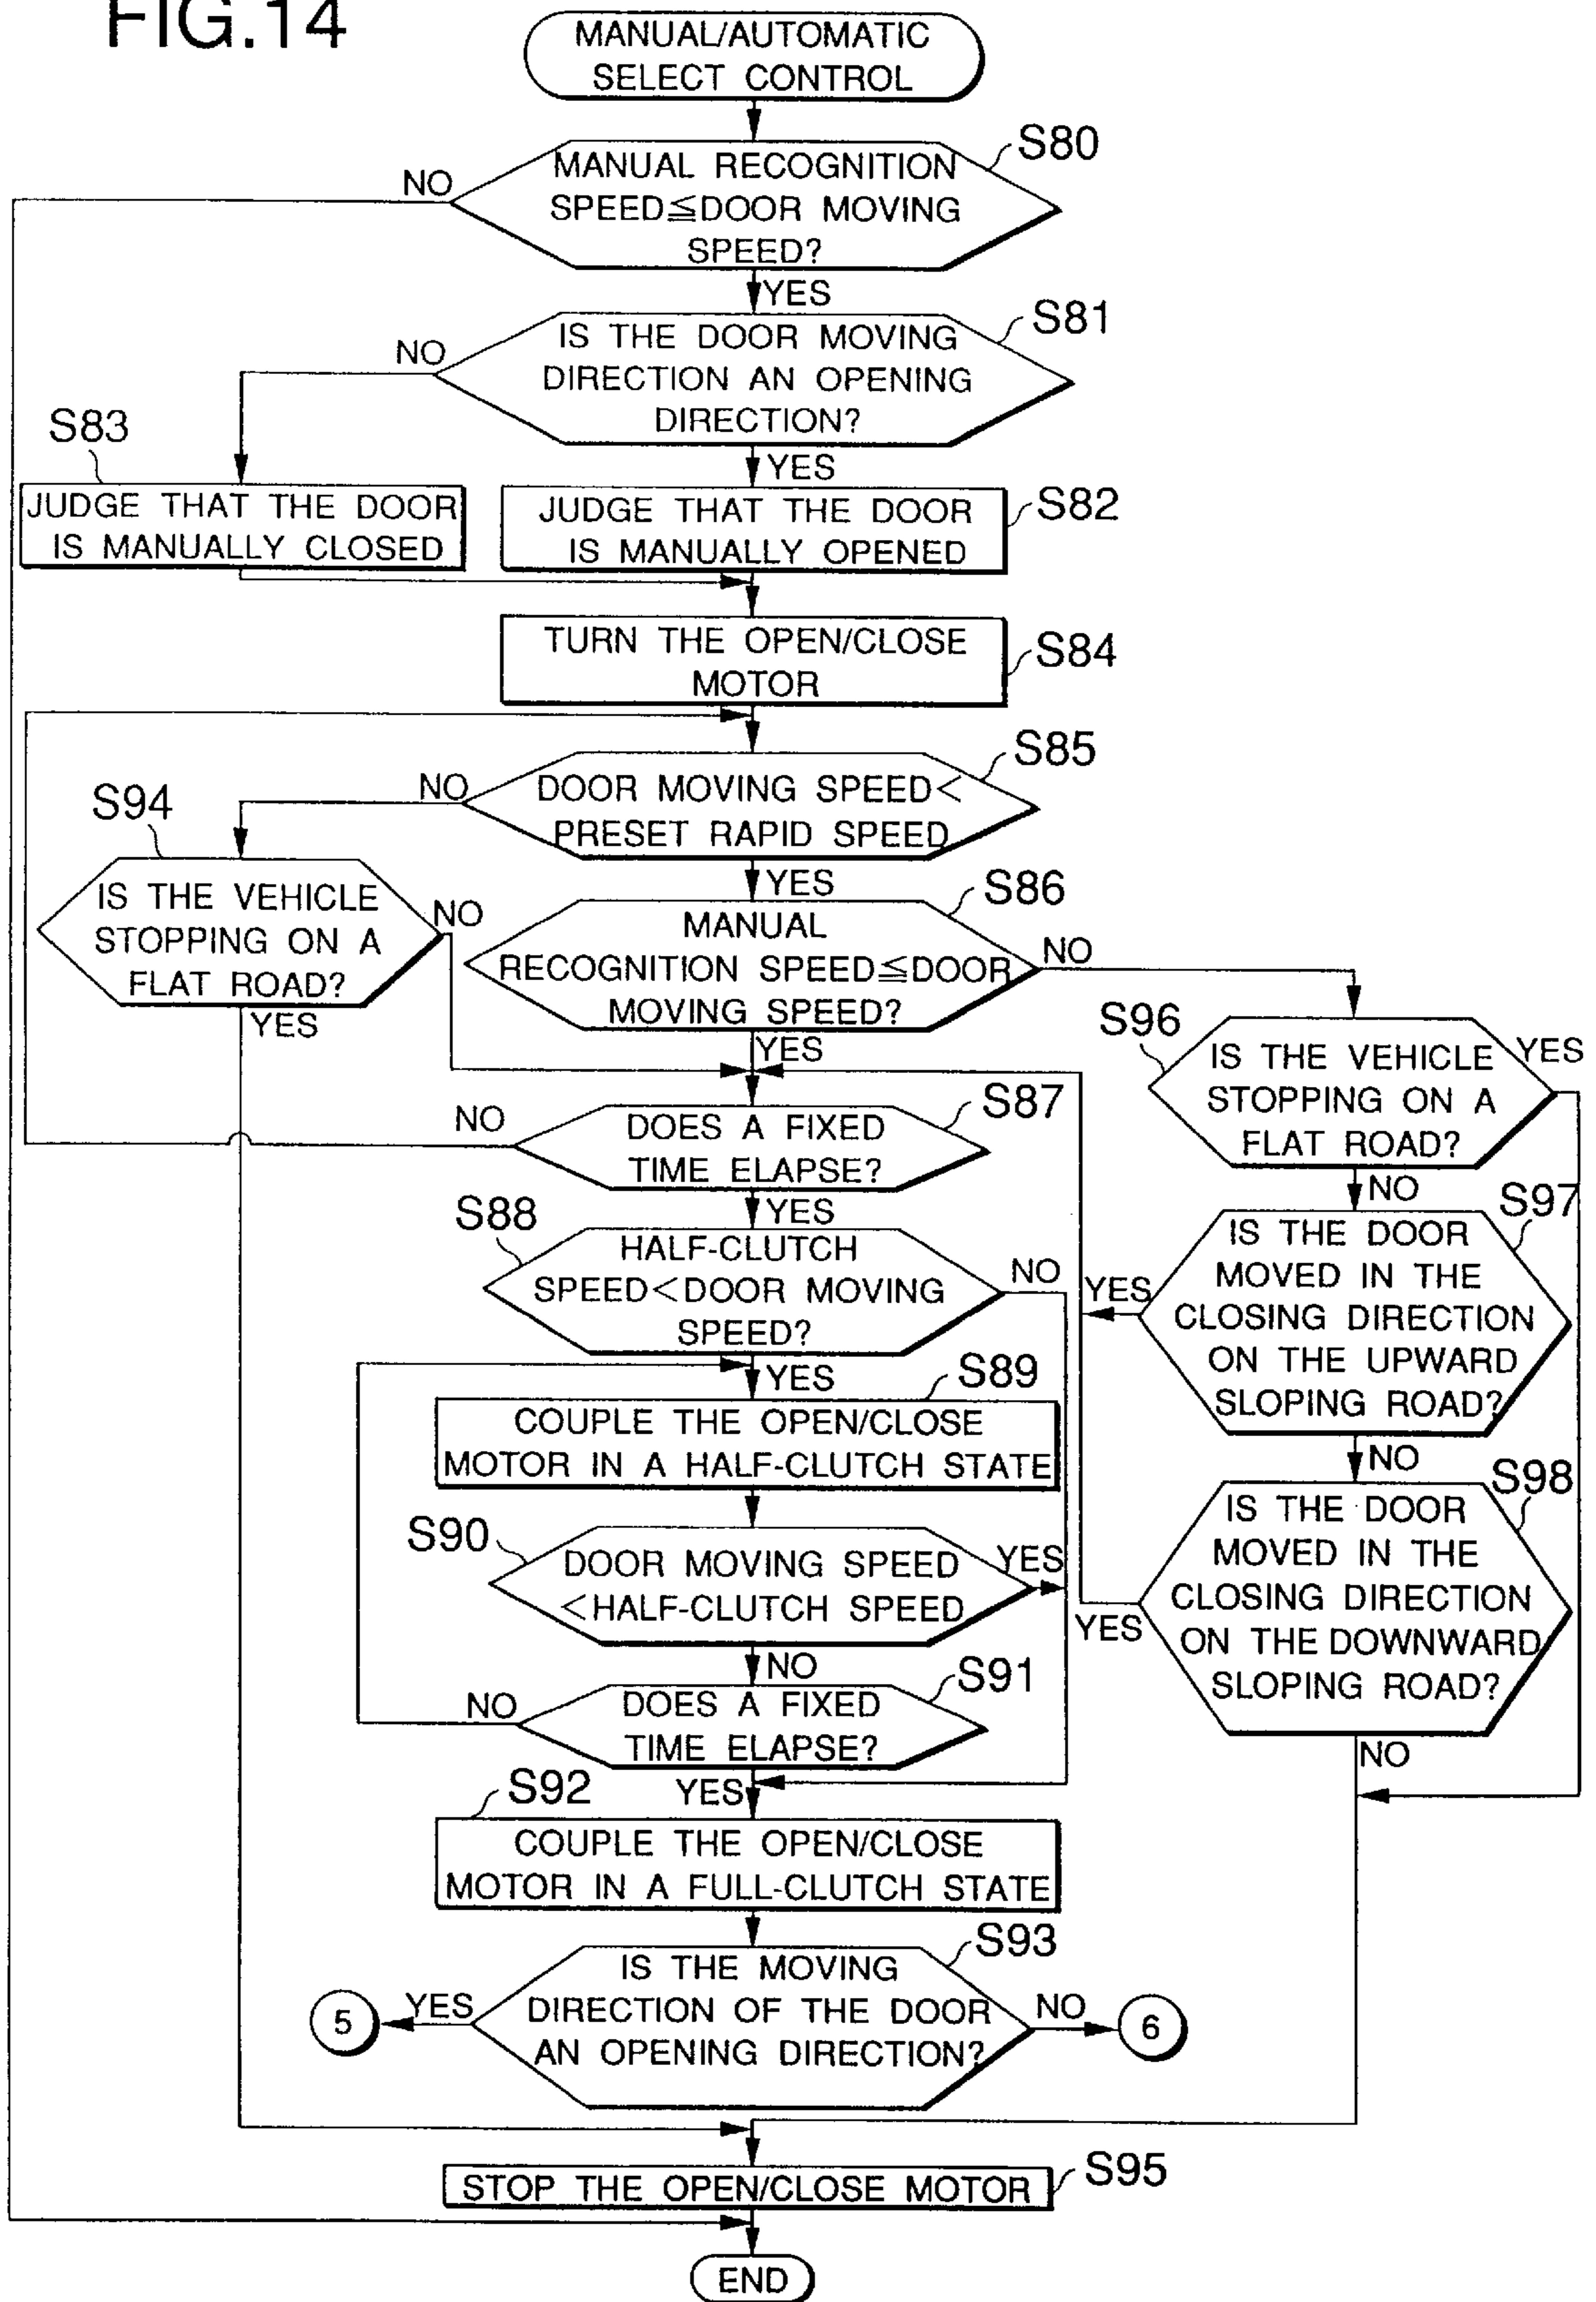 FIG.14
MANUAL/AUTOMATIC
SELECT CONTROL
S80
MANUAL RECOGNITION
SPEED≦DOOR MOVING
SPEED?
NO
YES
S81
IS THE DOOR MOVING
DIRECTION AN OPENING
DIRECTION?
NO
YES
S83
JUDGE THAT THE DOOR
IS MANUALLY CLOSED
S82
JUDGE THAT THE DOOR
IS MANUALLY OPENED
TURN THE OPEN/CLOSE
MOTOR
S84
S85
DOOR MOVING SPEED<
PRESET RAPID SPEED
NO
YES
S94
IS THE VEHICLE
STOPPING ON A
FLAT ROAD?
NO
YES
S86
MANUAL
RECOGNITION SPEED≦DOOR
MOVING SPEED?
NO
YES
S96
IS THE VEHICLE
STOPPING ON A
FLAT ROAD?
YES
NO
S87
DOES A FIXED
TIME ELAPSE?
NO
YES
S97
IS THE DOOR
MOVED IN THE
CLOSING DIRECTION
ON THE UPWARD
SLOPING ROAD?
YES
NO
S88
HALF-CLUTCH
SPEED<DOOR MOVING
SPEED?
NO
YES
S89
COUPLE THE OPEN/CLOSE
MOTOR IN A HALF-CLUTCH STATE
S98
IS THE DOOR
MOVED IN THE
CLOSING DIRECTION
ON THE DOWNWARD
SLOPING ROAD?
YES
NO
S90
DOOR MOVING SPEED
<HALF-CLUTCH SPEED
YES
NO
S91
DOES A FIXED
TIME ELAPSE?
NO
YES
S92
COUPLE THE OPEN/CLOSE
MOTOR IN A FULL-CLUTCH STATE
S93
IS THE MOVING
DIRECTION OF THE DOOR
AN OPENING DIRECTION?
YES
5
NO
6
STOP THE OPEN/CLOSE MOTOR
S95
END